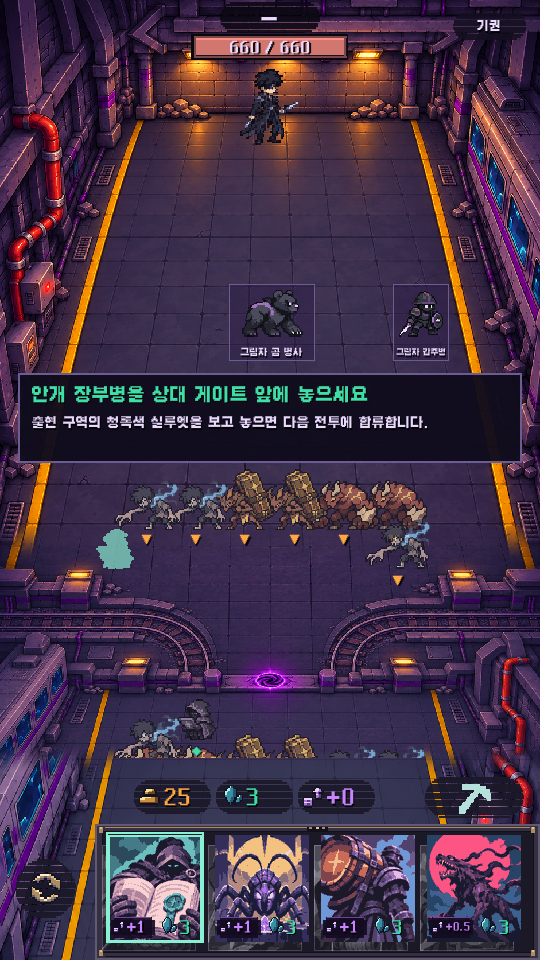 기권
660 / 660
그림자 곰 병사
그림자 간수병
안개 장부병을 상대 게이트 앞에 놓으세요
출현 구역의 청록색 실루엣을 보고 놓으면 다음 전투에 합류합니다.
25
3
+0
+1
3
+1
3
+1
3
+0.5
3